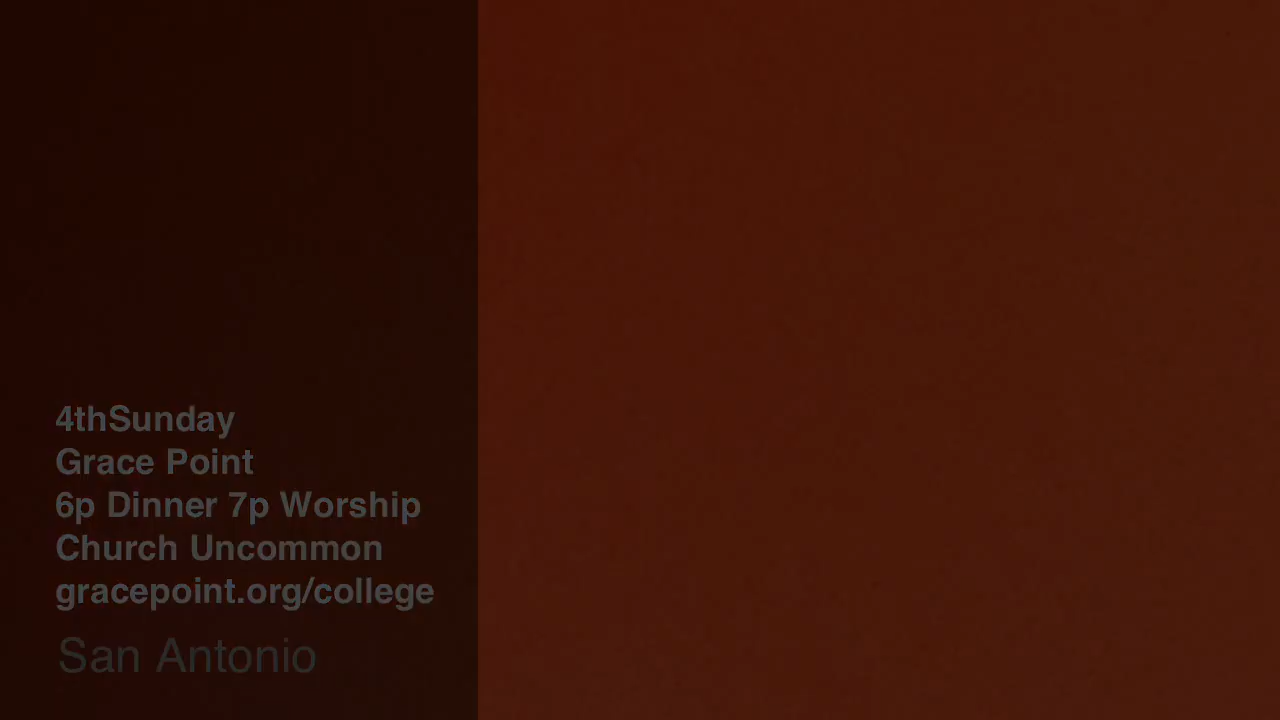 4thSunday
Grace Point
6p Dinner 7p Worship
Church Uncommon
gracepoint.org/college
San Antonio